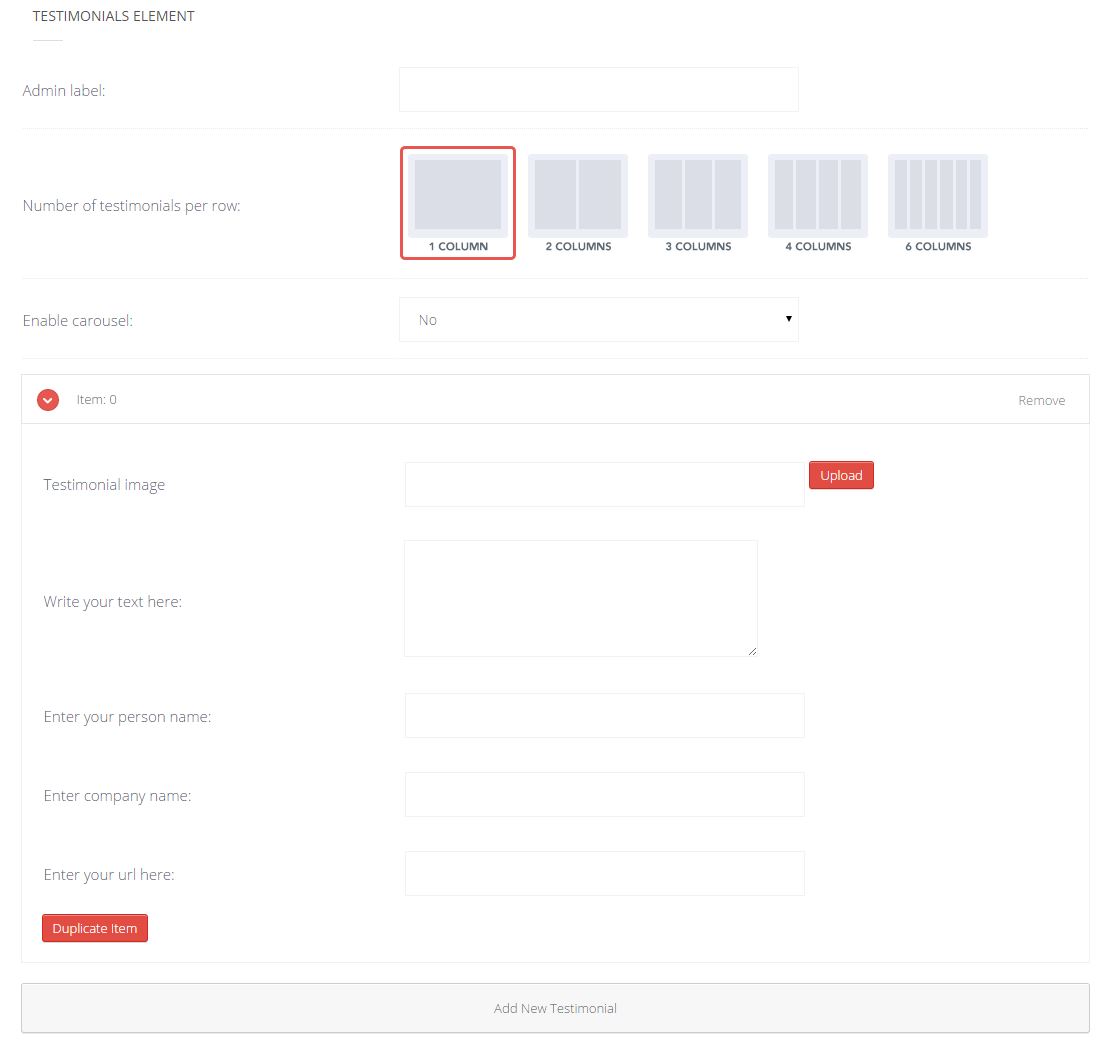 TESTIMONIALS ELEMENT
Admin label:
Number of testimonials per row:
1 COLUMN 2 COLUMNS 3 COLUMNS 4 COLUMNS 6 COLUMNS
Enable carousel:
No
Item: 0
Remove
Testimonial Image
Upload
Write your text here:
Enter your person name:
Enter company name:
Enter your url here:
Duplicate Item
Add New Testimonial